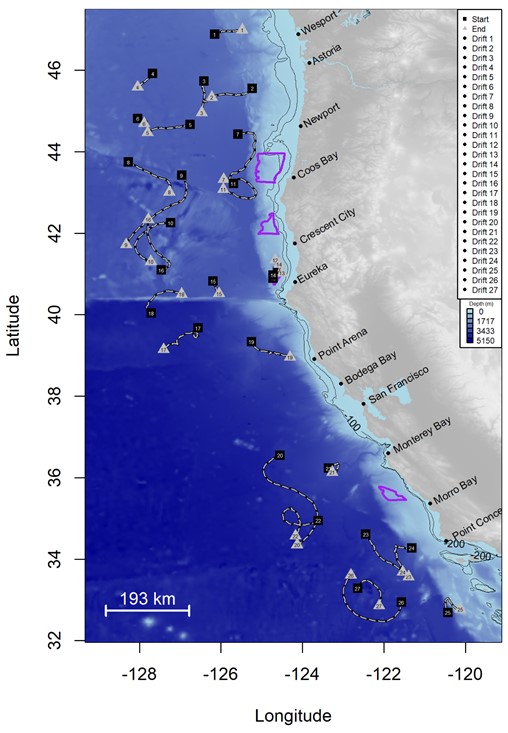 Wesport
Astoria
Newport
Coos Bay
Crescent City
Eureka
Point Arena
Bodega Bay
San Francisco
Monterey Bay
Morro Bay
Point Conce
-100
-200
-200
193 km
46
44
42
40
38
36
34
32
Latitude
-128
-126
-124
-122
-120
Longitude
Start
End
Drift 1
Drift 2
Drift 3
Drift 4
Drift 5
Drift 6
Drift 7
Drift 8
Drift 9
Drift 10
Drift 11
Drift 12
Drift 13
Drift 14
Drift 15
Drift 16
Drift 17
Drift 18
Drift 19
Drift 20
Drift 21
Drift 22
Drift 23
Drift 24
Drift 25
Drift 26
Drift 27
Depth (m)
0
1717
3433
5150